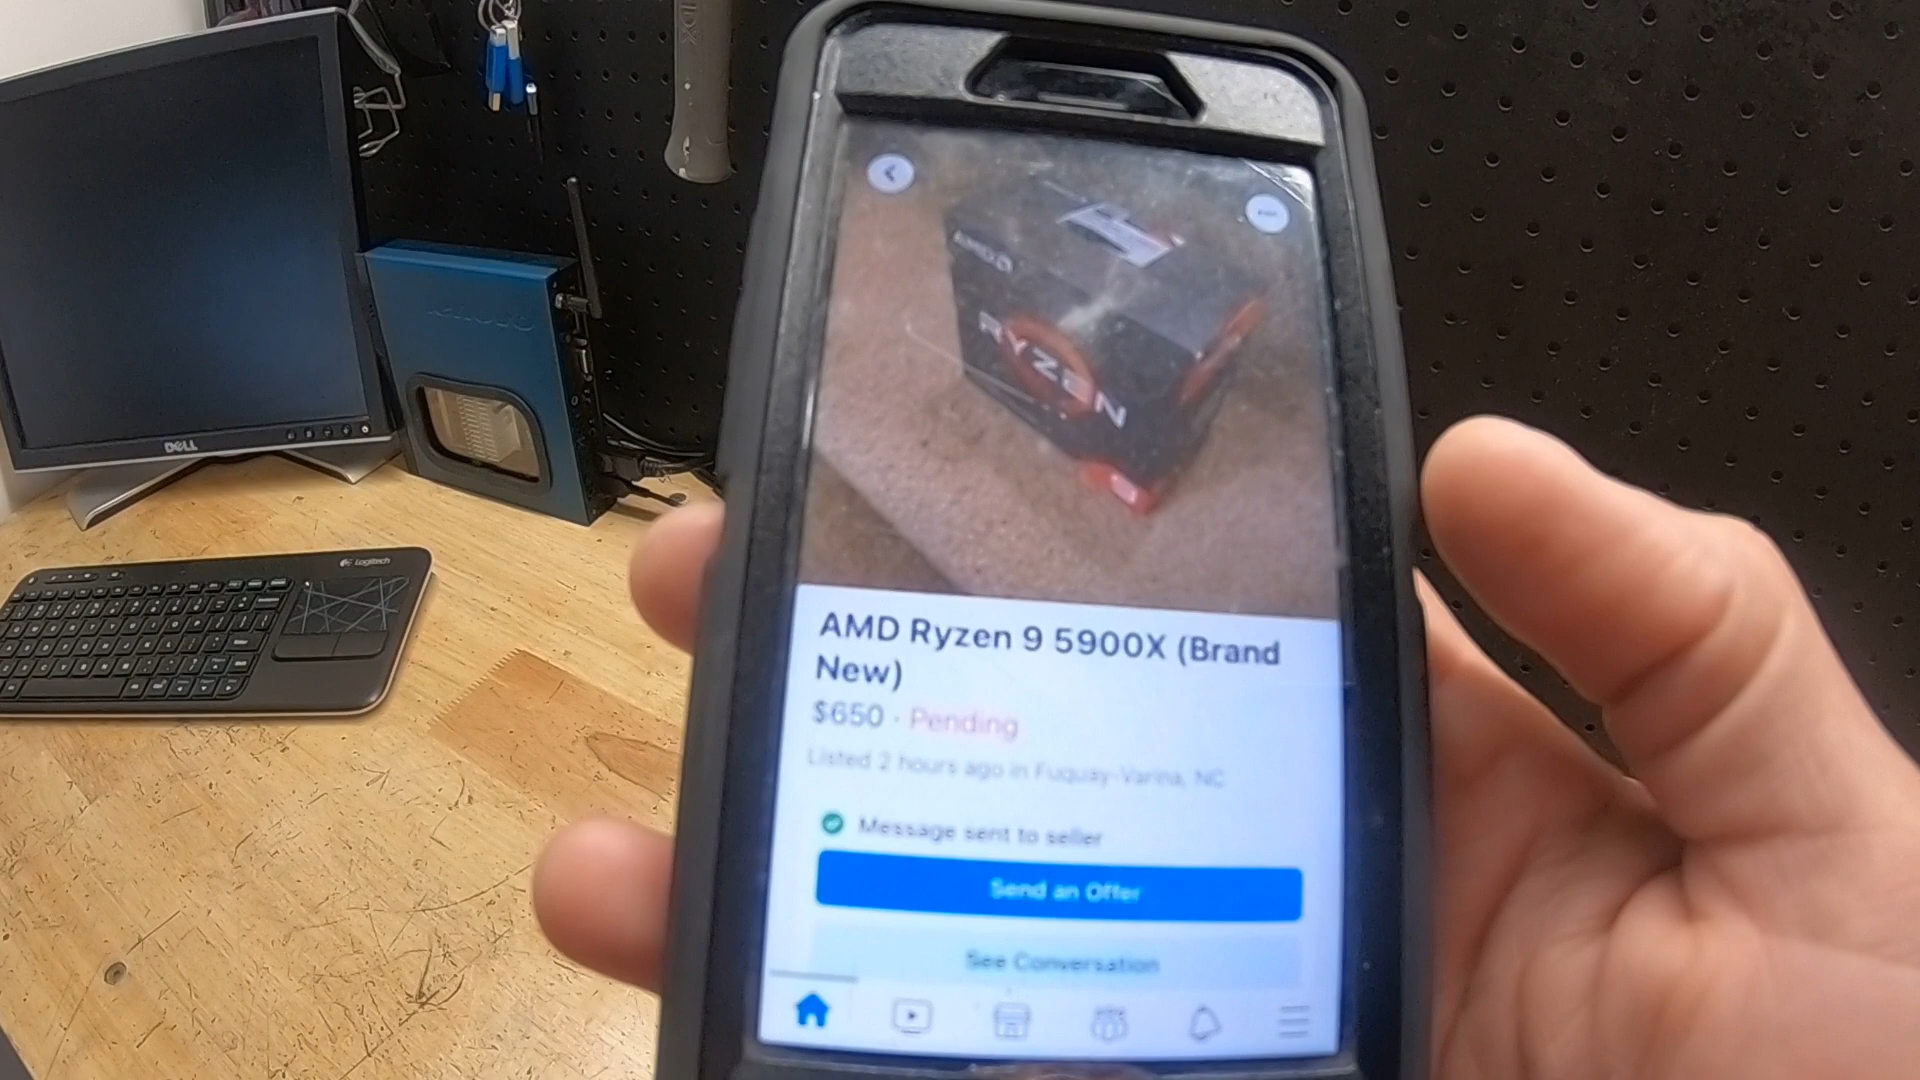 DELL
Logitech
AMD
RYZEN
AMD Ryzen 9 5900X (Brand
New)
$650 · Pending
Listed 2 hours ago in Fuquay-Varina, NC
Message sent to seller
Send an Offer
See Conversation